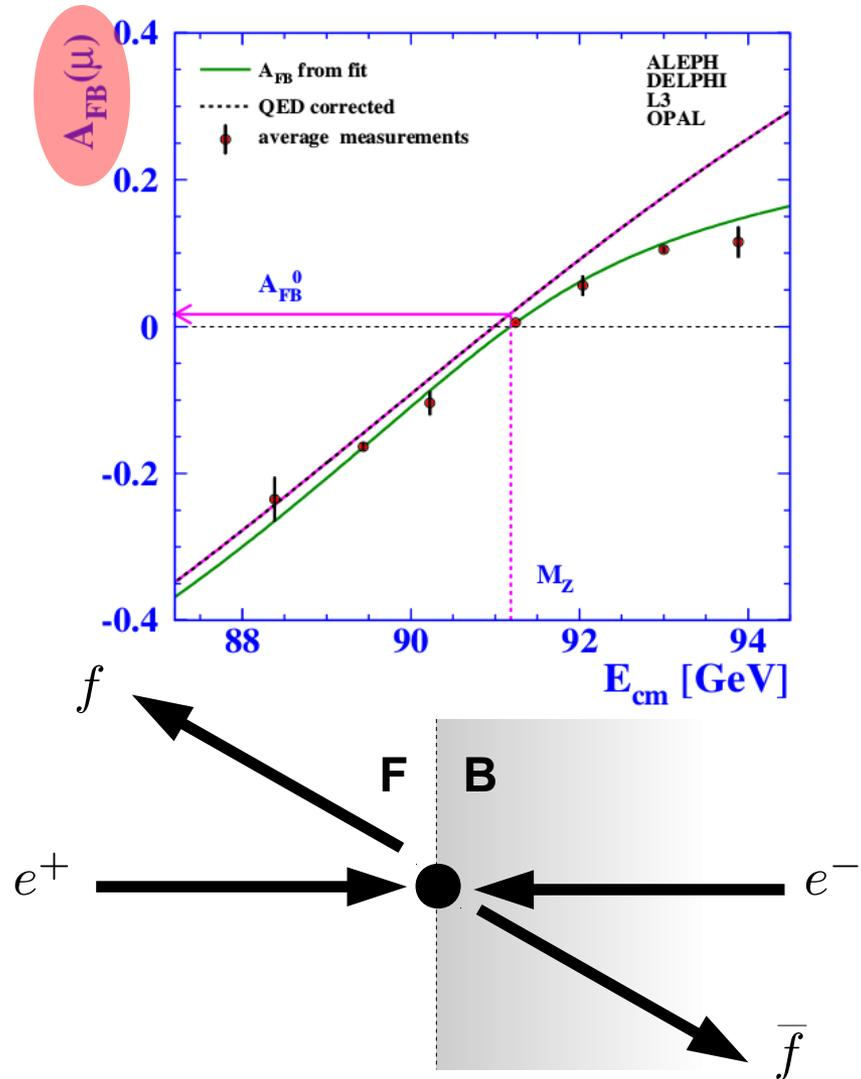 A_FB(μ)
0.4
0.2
0
-0.2
-0.4
A_FB from fit
QED corrected
average measurements
ALEPH
DELPHI
L3
OPAL
A_FB^0
M_Z
88 90 92 94
E_cm [GeV]
f
F B
e^+ e^-
f̅